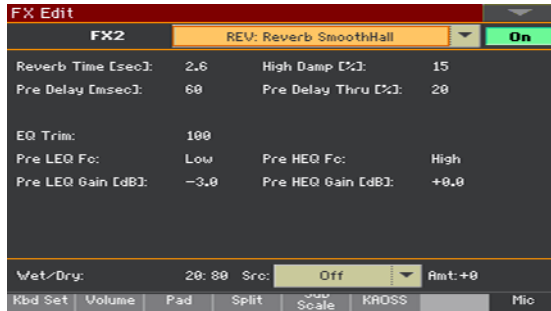 FX Edit
FX2 REV: Reverb SmoothHall On
Reverb Time [sec]: 2.6 High Damp [%]: 15
Pre Delay [msec]: 60 Pre Delay Thru [%]: 20
EQ Trim: 100
Pre LEQ Fc: Low Pre HEQ Fc: High
Pre LEQ Gain [dB]: -3.0 Pre HEQ Gain [dB]: +0.0
Wet/Dry: 20:80 Src: Off Amt:+0
Kbd Set Volume Pad Split Sub Scale KAOSS Mic